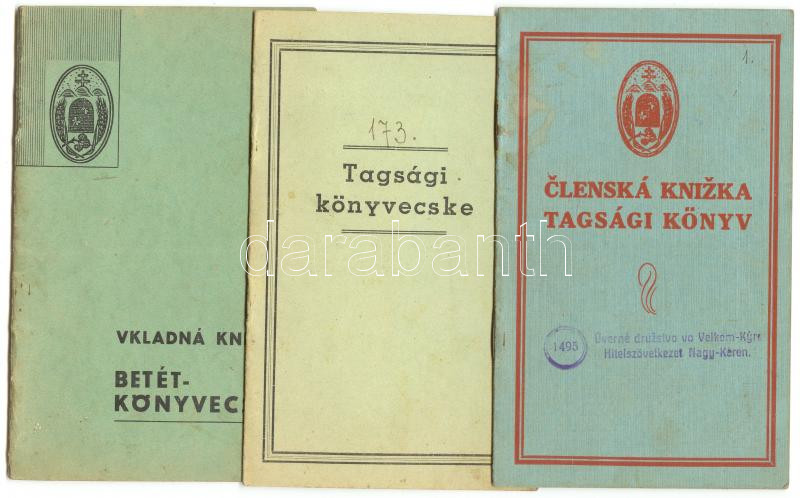 VKLADNÁ KN
BETÉT-
KÖNYVEC
173.
Tagsági
könyvecske
1.
ČLENSKÁ KNIŽKA
TAGSÁGI KÖNYV
1495
Úverné družstvo vo Velkom-Kýre
Hitelszövetkezet Nagy-Kéren.
darabanth